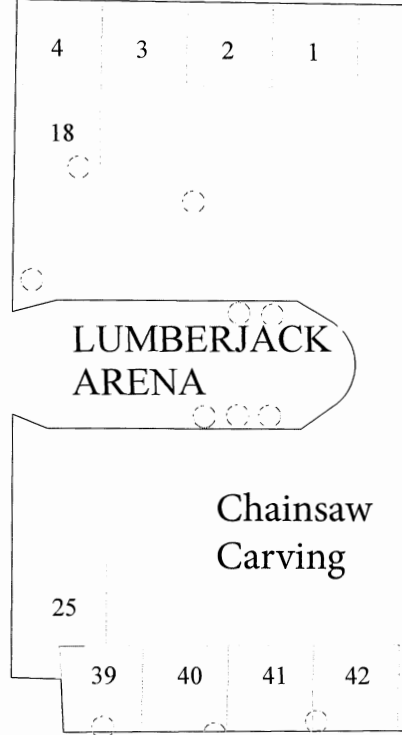 4 3 2 1
18
LUMBERJACK
ARENA
Chainsaw
Carving
25
39 40 41 42